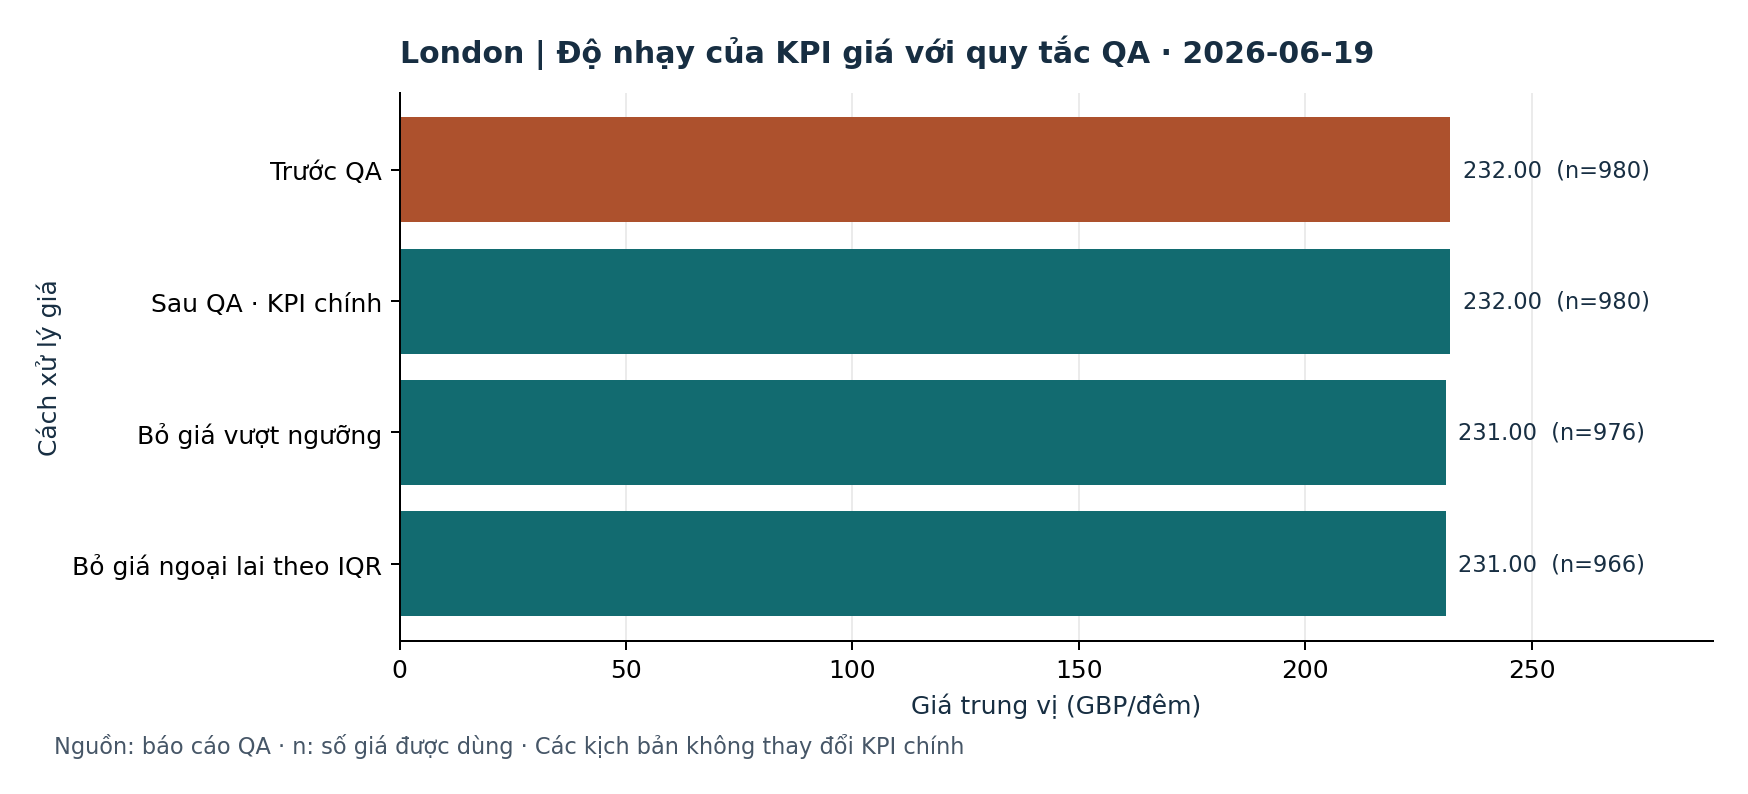 London | Độ nhạy của KPI giá với quy tắc QA · 2026-06-19
Cách xử lý giá
Trước QA
232.00 (n=980)
Sau QA · KPI chính
232.00 (n=980)
Bỏ giá vượt ngưỡng
231.00 (n=976)
Bỏ giá ngoại lai theo IQR
231.00 (n=966)
0 50 100 150 200 250
Giá trung vị (GBP/đêm)
Nguồn: báo cáo QA · n: số giá được dùng · Các kịch bản không thay đổi KPI chính